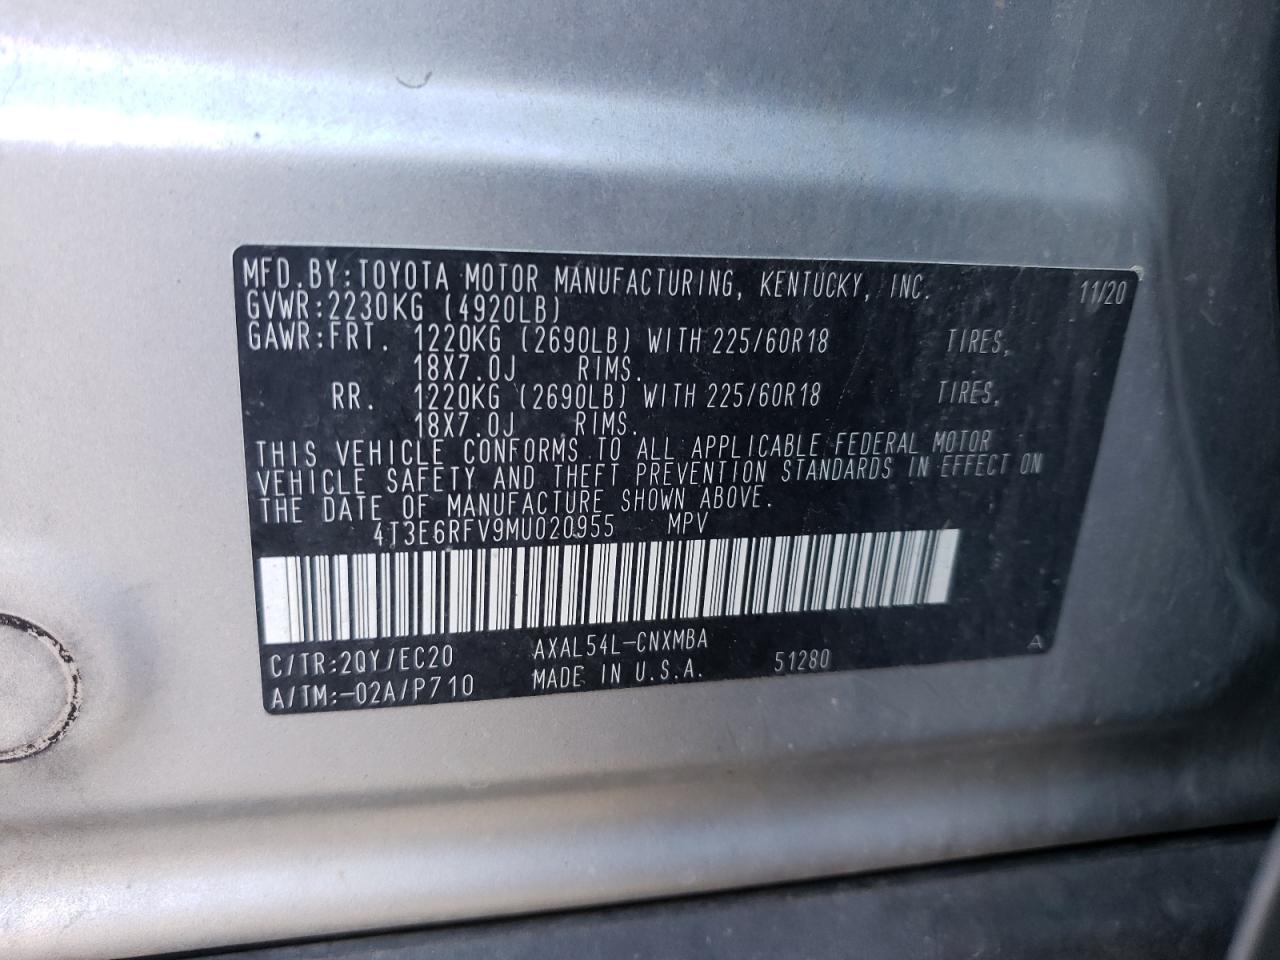 MFD.BY:TOYOTA MOTOR MANUFACTURING, KENTUCKY, INC. 11/20
GVWR:2230KG (4920LB)
GAWR:FRT. 1220KG (2690LB) WITH 225/60R18 TIRES,
18X7.0J RIMS.
RR. 1220KG (2690LB) WITH 225/60R18 TIRES,
18X7.0J RIMS.
THIS VEHICLE CONFORMS TO ALL APPLICABLE FEDERAL MOTOR
VEHICLE SAFETY AND THEFT PREVENTION STANDARDS IN EFFECT ON
THE DATE OF MANUFACTURE SHOWN ABOVE.
4T3E6RFV9MU020955 MPV
C/TR:2QY/EC20 AXAL54L-CNXMBA A
A/TM:-02A/P710 MADE IN U.S.A. 51280